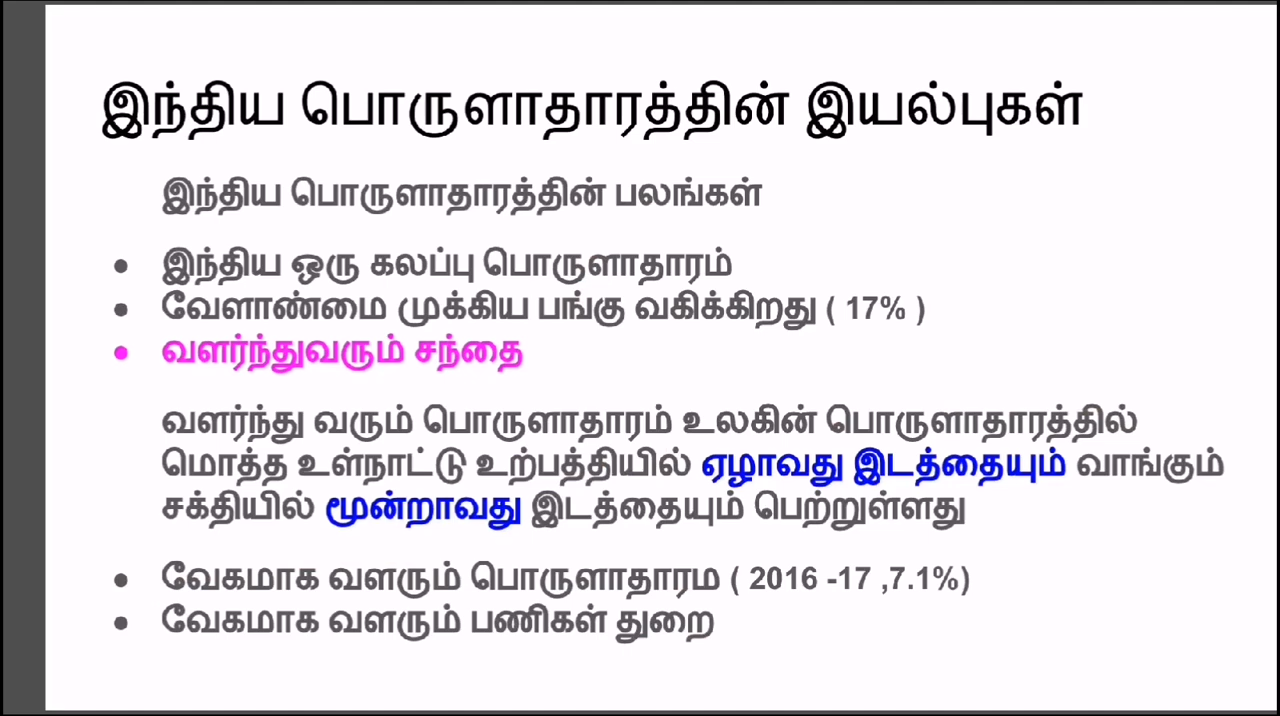 இந்திய பொருளாதாரத்தின் இயல்புகள்
இந்திய பொருளாதாரத்தின் பலங்கள்
• இந்திய ஒரு கலப்பு பொருளாதாரம்
• வேளாண்மை முக்கிய பங்கு வகிக்கிறது ( 17% )
• வளர்ந்துவரும் சந்தை
வளர்ந்து வரும் பொருளாதாரம் உலகின் பொருளாதாரத்தில்
மொத்த உள்நாட்டு உற்பத்தியில் ஏழாவது இடத்தையும் வாங்கும்
சக்தியில் மூன்றாவது இடத்தையும் பெற்றுள்ளது
• வேகமாக வளரும் பொருளாதாரம ( 2016 -17 ,7.1%)
• வேகமாக வளரும் பணிகள் துறை